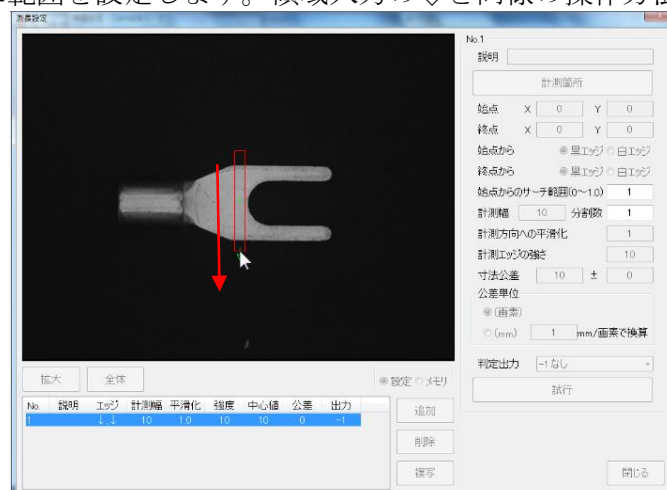 範囲を設定します。領域入力の◇と同様の操作方法
測長設定
No.1
説明
計測箇所
始点 X 0 Y 0
終点 X 0 Y 0
始点から 黒エッジ 白エッジ
終点から 黒エッジ 白エッジ
始点からのサーチ範囲(0～1.0) 1
計測幅 10 分割数 1
計測方向への平滑化 1
計測エッジの強さ 10
寸法公差 10 ± 0
公差単位
(画素)
(mm) 1 mm/画素で換算
判定出力 -1なし
試行
拡大 全体 設定 メモリ
No. 説明 エッジ 計測幅 平滑化 強度 中心値 公差 出力
1 ↓,↓ 10 1.0 10 10 0 -1
追加
削除
複写
閉じる